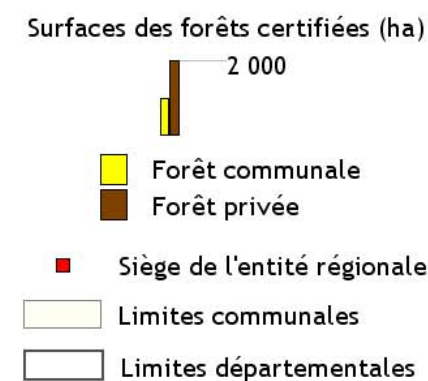 Surfaces des forêts certifiées (ha)
2 000
Forêt communale
Forêt privée
Siège de l'entité régionale
Limites communales
Limites départementales